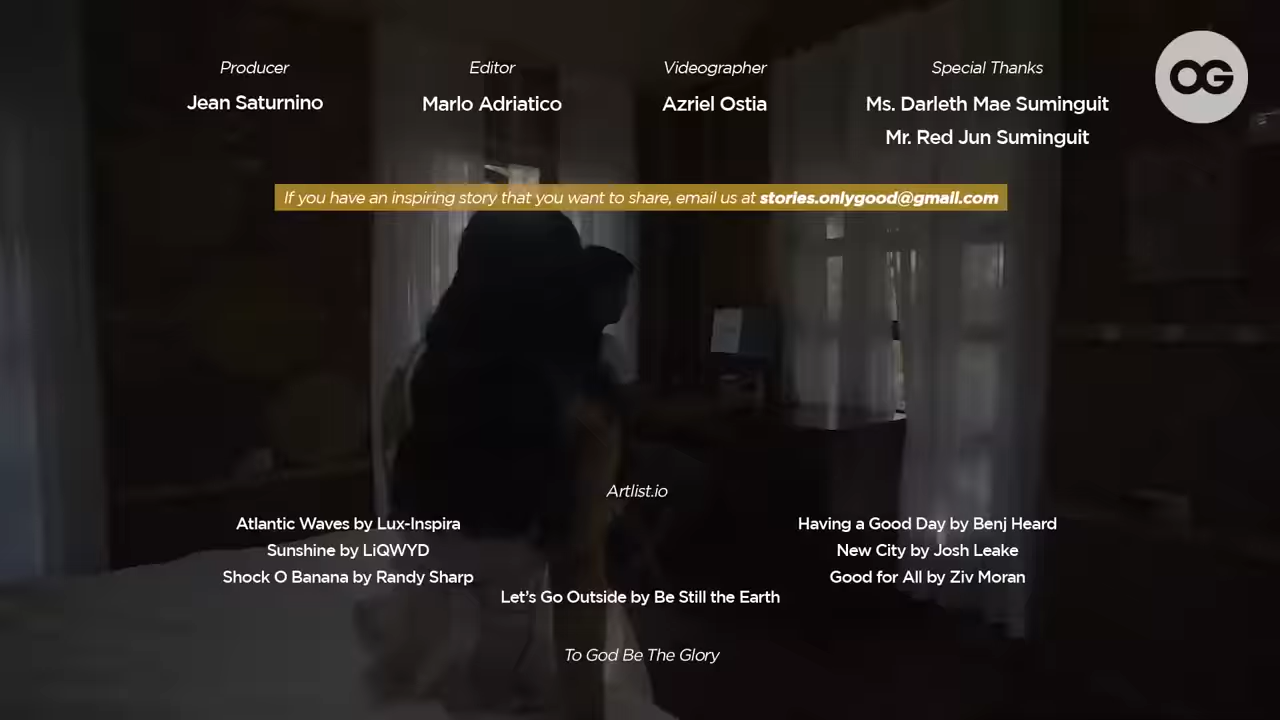 Producer
Jean Saturnino
Editor
Marlo Adriatico
Videographer
Azriel Ostia
Special Thanks
Ms. Darleth Mae Suminguit
Mr. Red Jun Suminguit
OG
If you have an inspiring story that you want to share, email us at stories.onlygood@gmail.com
Artlist.io
Atlantic Waves by Lux-Inspira
Sunshine by LiQWYD
Shock O Banana by Randy Sharp
Having a Good Day by Benj Heard
New City by Josh Leake
Good for All by Ziv Moran
Let's Go Outside by Be Still the Earth
To God Be The Glory